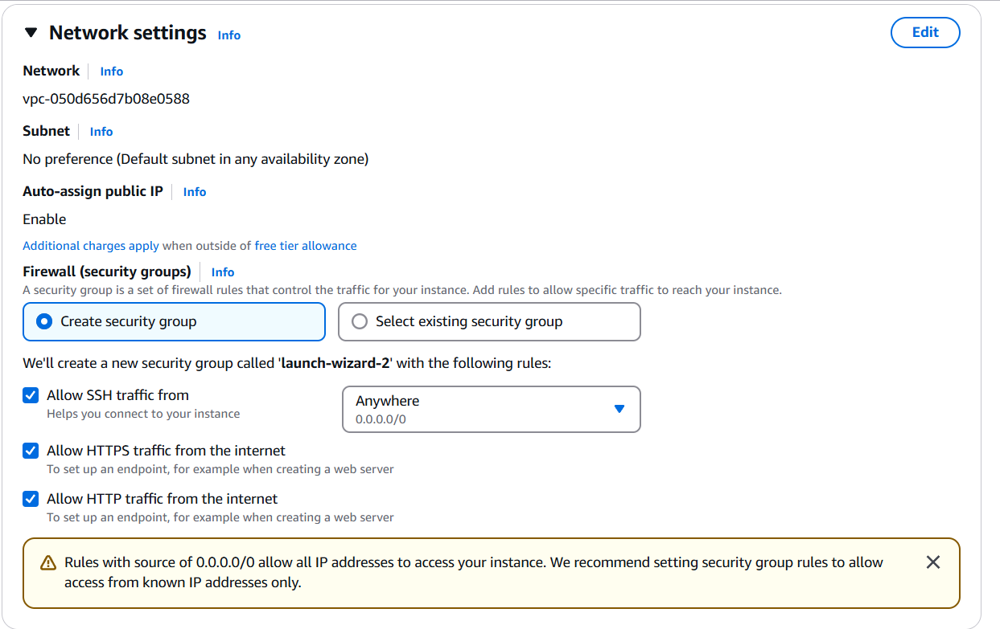 Network settings Info
Edit
Network Info
vpc-050d656d7b08e0588
Subnet Info
No preference (Default subnet in any availability zone)
Auto-assign public IP Info
Enable
Additional charges apply when outside of free tier allowance
Firewall (security groups) Info
A security group is a set of firewall rules that control the traffic for your instance. Add rules to allow specific traffic to reach your instance.
Create security group
Select existing security group
We'll create a new security group called 'launch-wizard-2' with the following rules:
Allow SSH traffic from
Helps you connect to your instance
Anywhere
0.0.0.0/0
Allow HTTPS traffic from the internet
To set up an endpoint, for example when creating a web server
Allow HTTP traffic from the internet
To set up an endpoint, for example when creating a web server
Rules with source of 0.0.0.0/0 allow all IP addresses to access your instance. We recommend setting security group rules to allow
access from known IP addresses only.